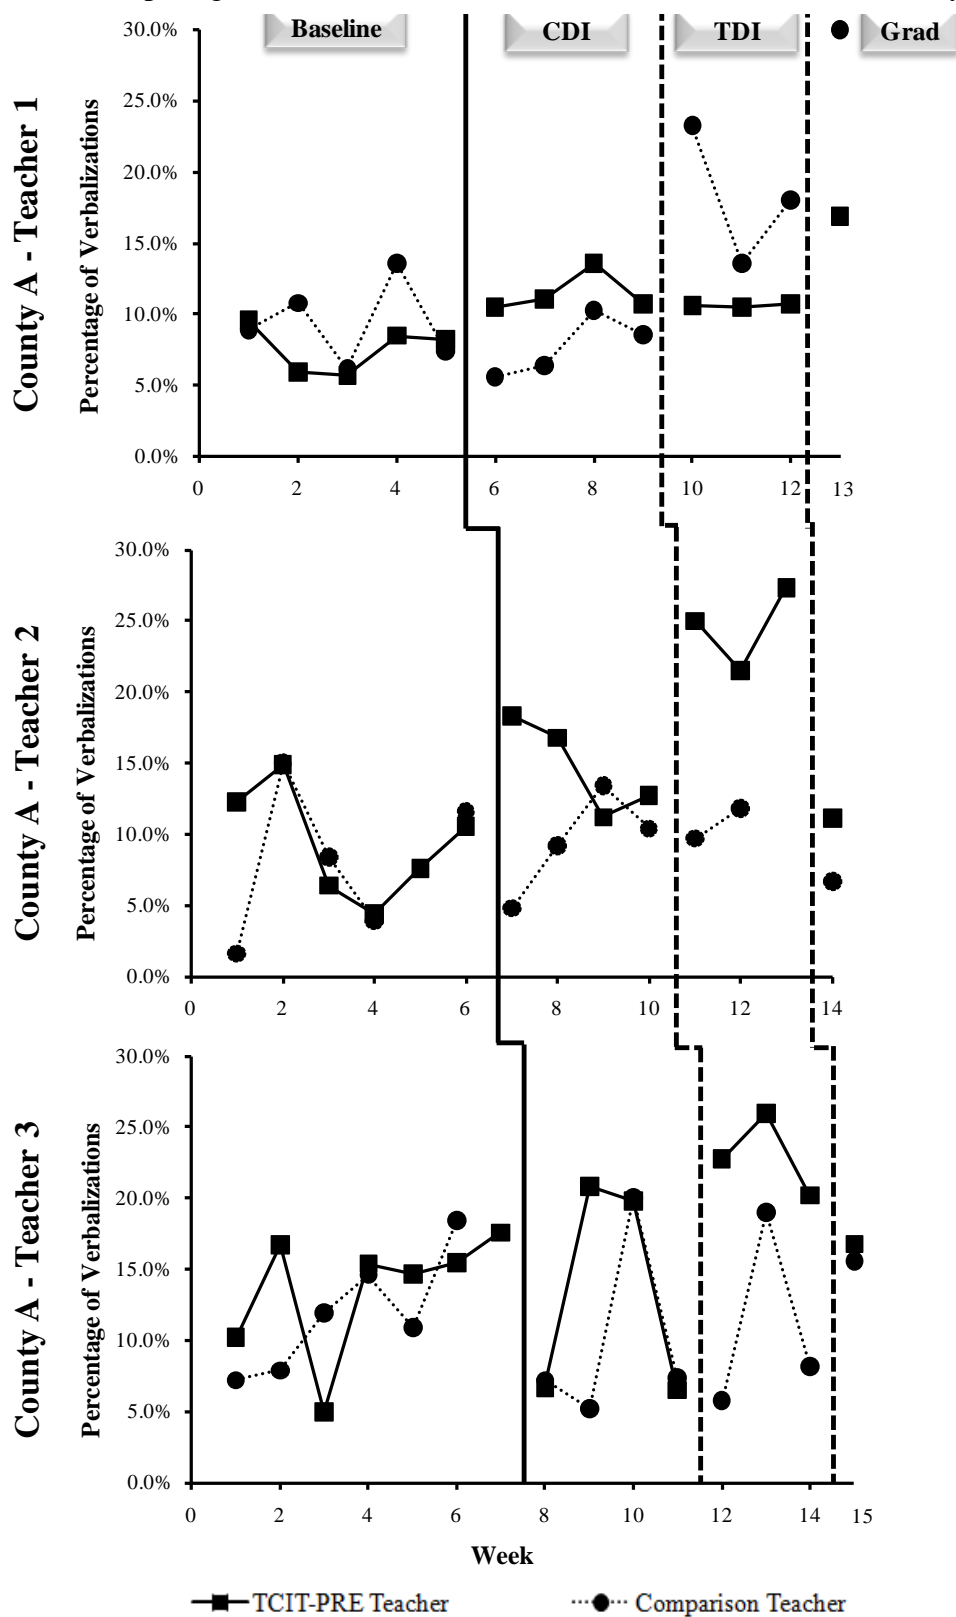 Baseline CDI TDI Grad
County A - Teacher 1
Percentage of Verbalizations
30.0%
25.0%
20.0%
15.0%
10.0%
5.0%
0.0%
0 2 4 6 8 10 12 13
County A - Teacher 2
Percentage of Verbalizations
30.0%
25.0%
20.0%
15.0%
10.0%
5.0%
0.0%
0 2 4 6 8 10 12 14
County A - Teacher 3
Percentage of Verbalizations
30.0%
25.0%
20.0%
15.0%
10.0%
5.0%
0.0%
0 2 4 6 8 10 12 14 15
Week
TCIT-PRE Teacher Comparison Teacher